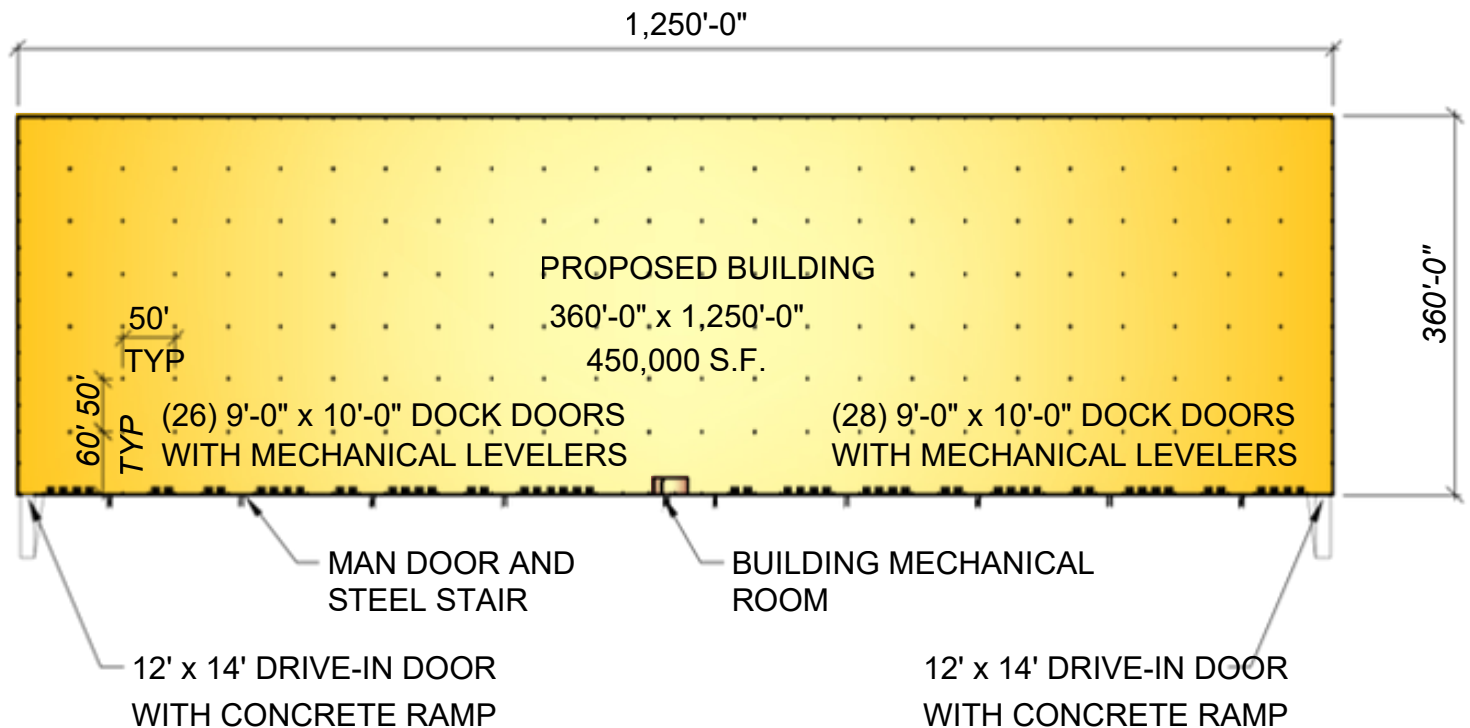 1,250'-0"
PROPOSED BUILDING
360'-0" x 1,250'-0"
450,000 S.F.
360'-0"
50'
TYP
60' 50'
TYP
(26) 9'-0" x 10'-0" DOCK DOORS
WITH MECHANICAL LEVELERS
(28) 9'-0" x 10'-0" DOCK DOORS
WITH MECHANICAL LEVELERS
MAN DOOR AND
STEEL STAIR
BUILDING MECHANICAL
ROOM
12' x 14' DRIVE-IN DOOR
WITH CONCRETE RAMP
12' x 14' DRIVE-IN DOOR
WITH CONCRETE RAMP